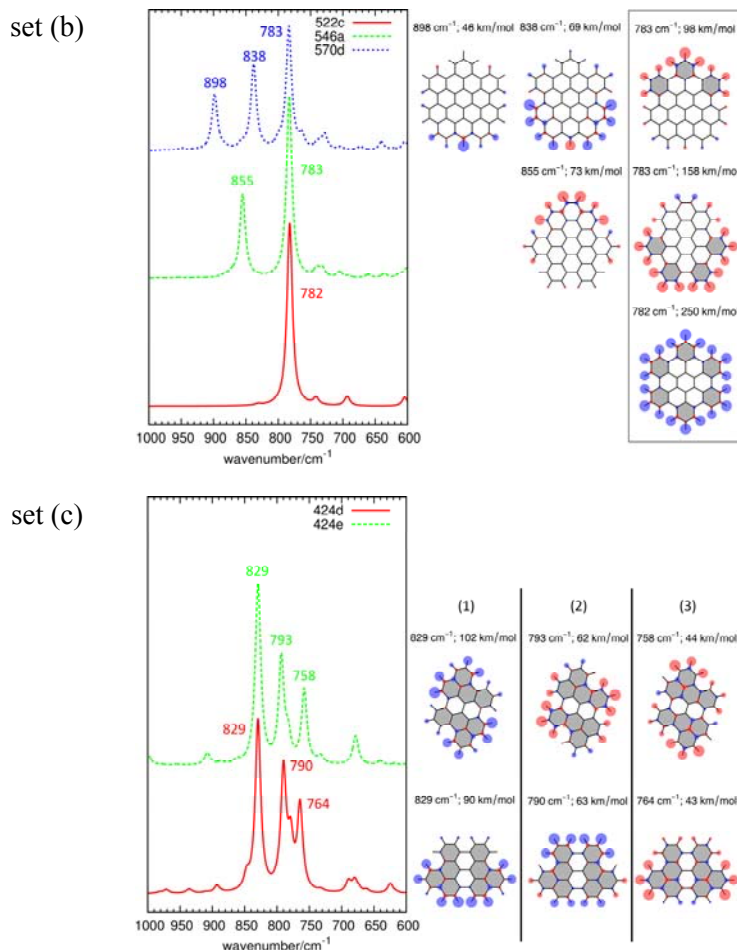 set (b)
522c
546a
570d
898
838
783
855
783
782
1000 950 900 850 800 750 700 650 600
wavenumber/cm-1
898 cm-1; 46 km/mol
838 cm-1; 69 km/mol
783 cm-1; 98 km/mol
855 cm-1; 73 km/mol
783 cm-1; 158 km/mol
782 cm-1; 250 km/mol
set (c)
424d
424e
829
793
758
829
790
764
1000 950 900 850 800 750 700 650 600
wavenumber/cm-1
(1)
(2)
(3)
829 cm-1; 102 km/mol
793 cm-1; 62 km/mol
758 cm-1; 44 km/mol
829 cm-1; 90 km/mol
790 cm-1; 63 km/mol
764 cm-1; 43 km/mol